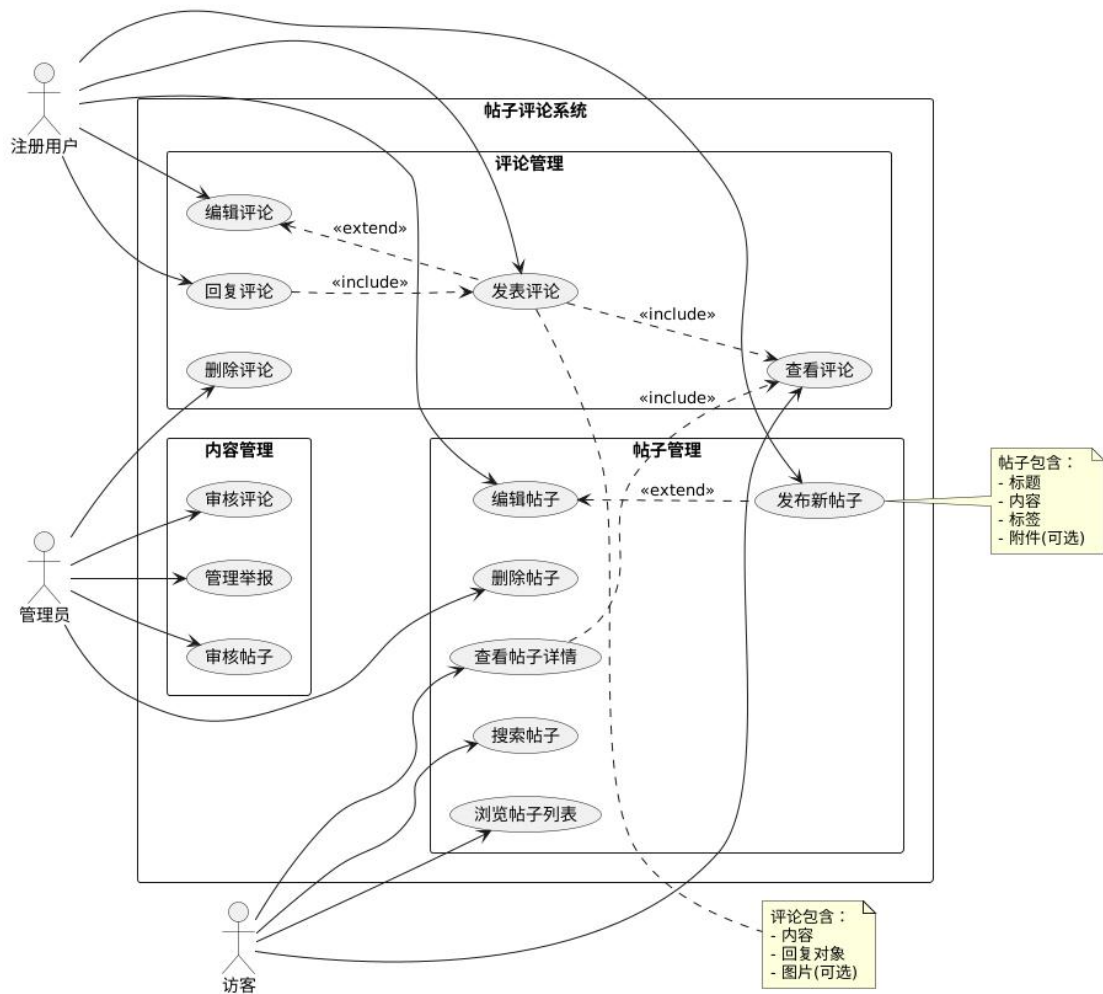 注册用户
帖子评论系统
评论管理
编辑评论
«extend»
回复评论
«include»
发表评论
«include»
删除评论
«include»
查看评论
内容管理
审核评论
管理举报
审核帖子
管理员
帖子管理
编辑帖子
«extend»
发布新帖子
删除帖子
查看帖子详情
搜索帖子
浏览帖子列表
帖子包含：
- 标题
- 内容
- 标签
- 附件(可选)
访客
评论包含：
- 内容
- 回复对象
- 图片(可选)